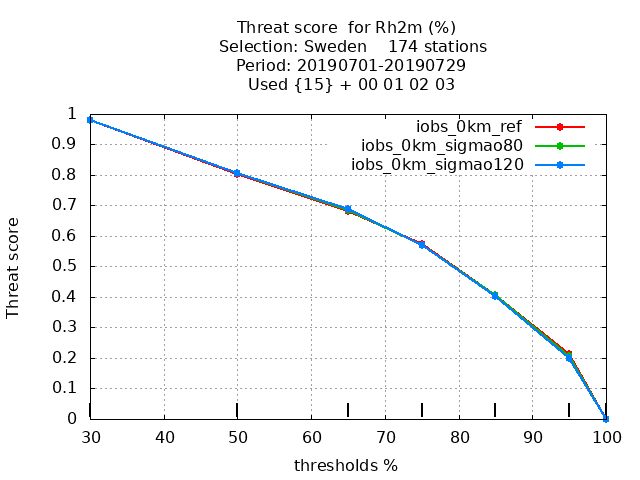 Threat score  for Rh2m (%)
Selection: Sweden    174 stations
Period: 20190701-20190729
Used {15} + 00 01 02 03
iobs_0km_ref
iobs_0km_sigmao80
iobs_0km_sigmao120
Threat score
1
0.9
0.8
0.7
0.6
0.5
0.4
0.3
0.2
0.1
0
30 40 50 60 70 80 90 100
thresholds %